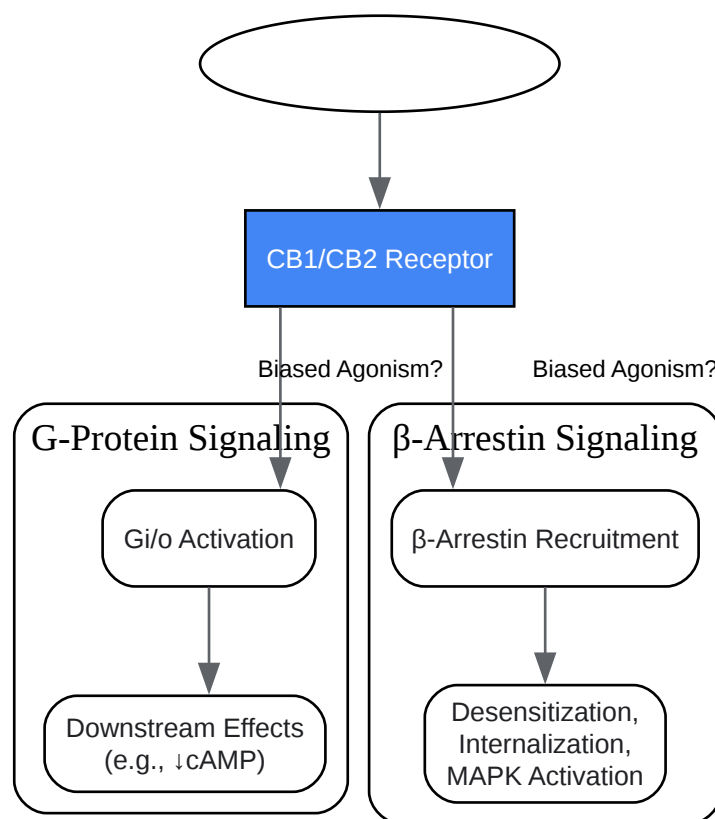 CB1/CB2 Receptor
Biased Agonism?
Biased Agonism?
G-Protein Signaling
β-Arrestin Signaling
Gi/o Activation
β-Arrestin Recruitment
Downstream Effects
(e.g., ↓cAMP)
Desensitization,
Internalization,
MAPK Activation